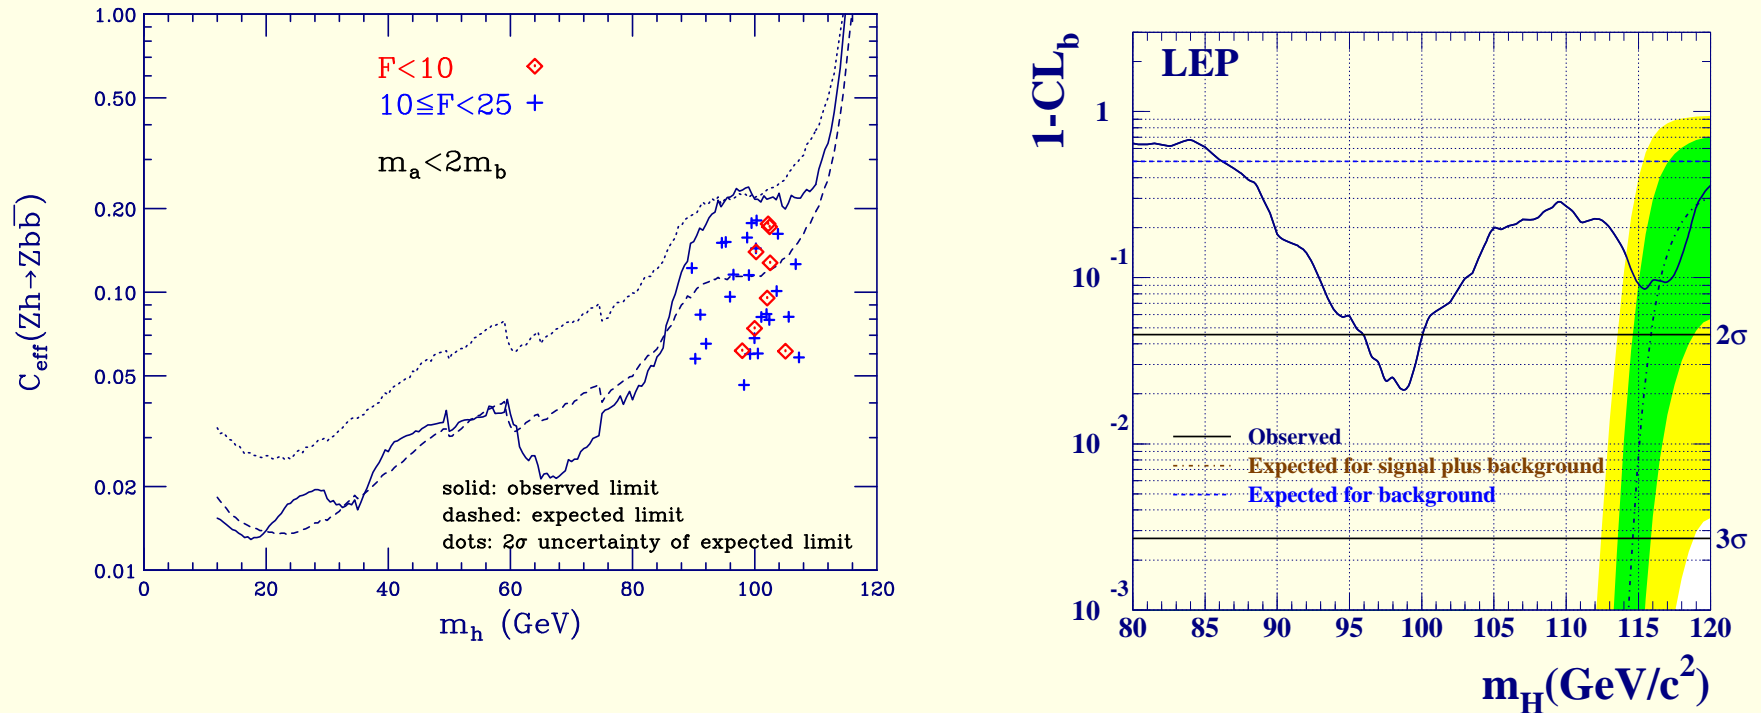 1.00
0.50
0.20
0.10
0.05
0.02
0.01
C_eff(Zh→Zbb̅)
F<10
10≦F<25
m_a<2m_b
solid: observed limit
dashed: expected limit
dots: 2σ uncertainty of expected limit
0 20 40 60 80 100 120
m_h (GeV)
1-CL_b
LEP
1
10^-1
10^-2
10^-3
2σ
3σ
Observed
Expected for signal plus background
Expected for background
80 85 90 95 100 105 110 115 120
m_H(GeV/c²)